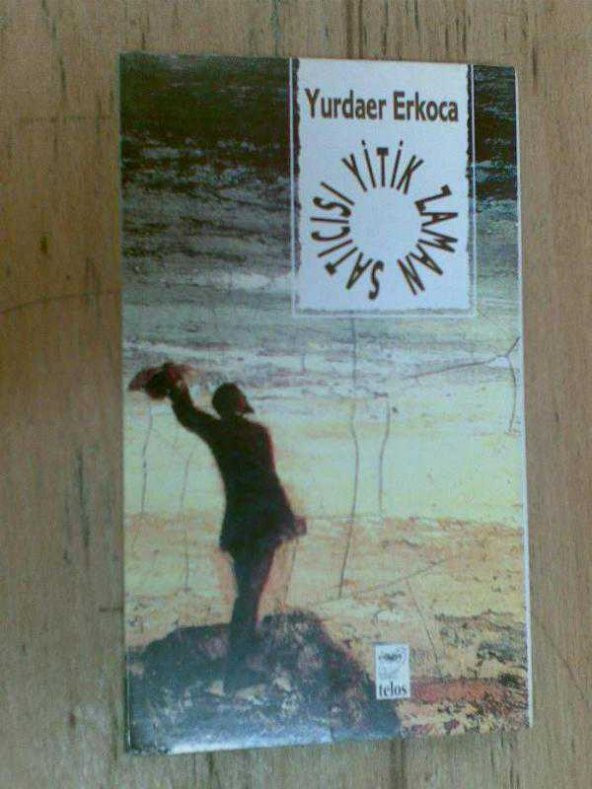 Yurdaer Erkoca
YİTİK ZAMAN SATICISI
telos